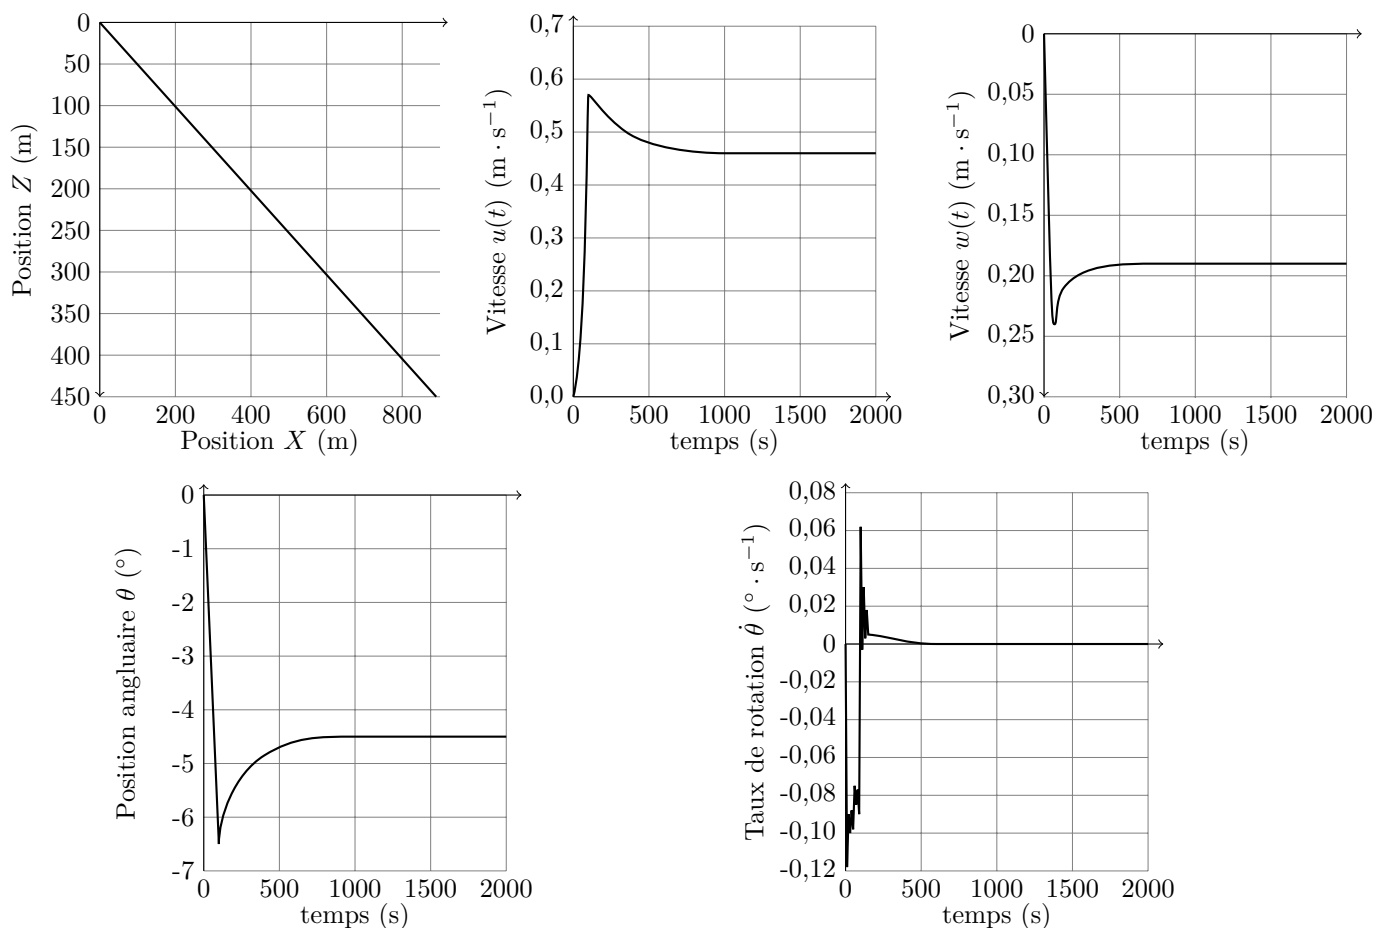 0
50
100
150
200
250
300
350
400
450
0 200 400 600 800
Position X (m)
Position Z (m)
0,7
0,6
0,5
0,4
0,3
0,2
0,1
0,0
0 500 1000 1500 2000
temps (s)
Vitesse u(t) (m · s⁻¹)
0
0,05
0,10
0,15
0,20
0,25
0,30
0 500 1000 1500 2000
temps (s)
Vitesse w(t) (m · s⁻¹)
0
-1
-2
-3
-4
-5
-6
-7
0 500 1000 1500 2000
temps (s)
Position angluaire θ (°)
0,08
0,06
0,04
0,02
0
-0,02
-0,04
-0,06
-0,08
-0,10
-0,12
0 500 1000 1500 2000
temps (s)
Taux de rotation θ̇ (° · s⁻¹)